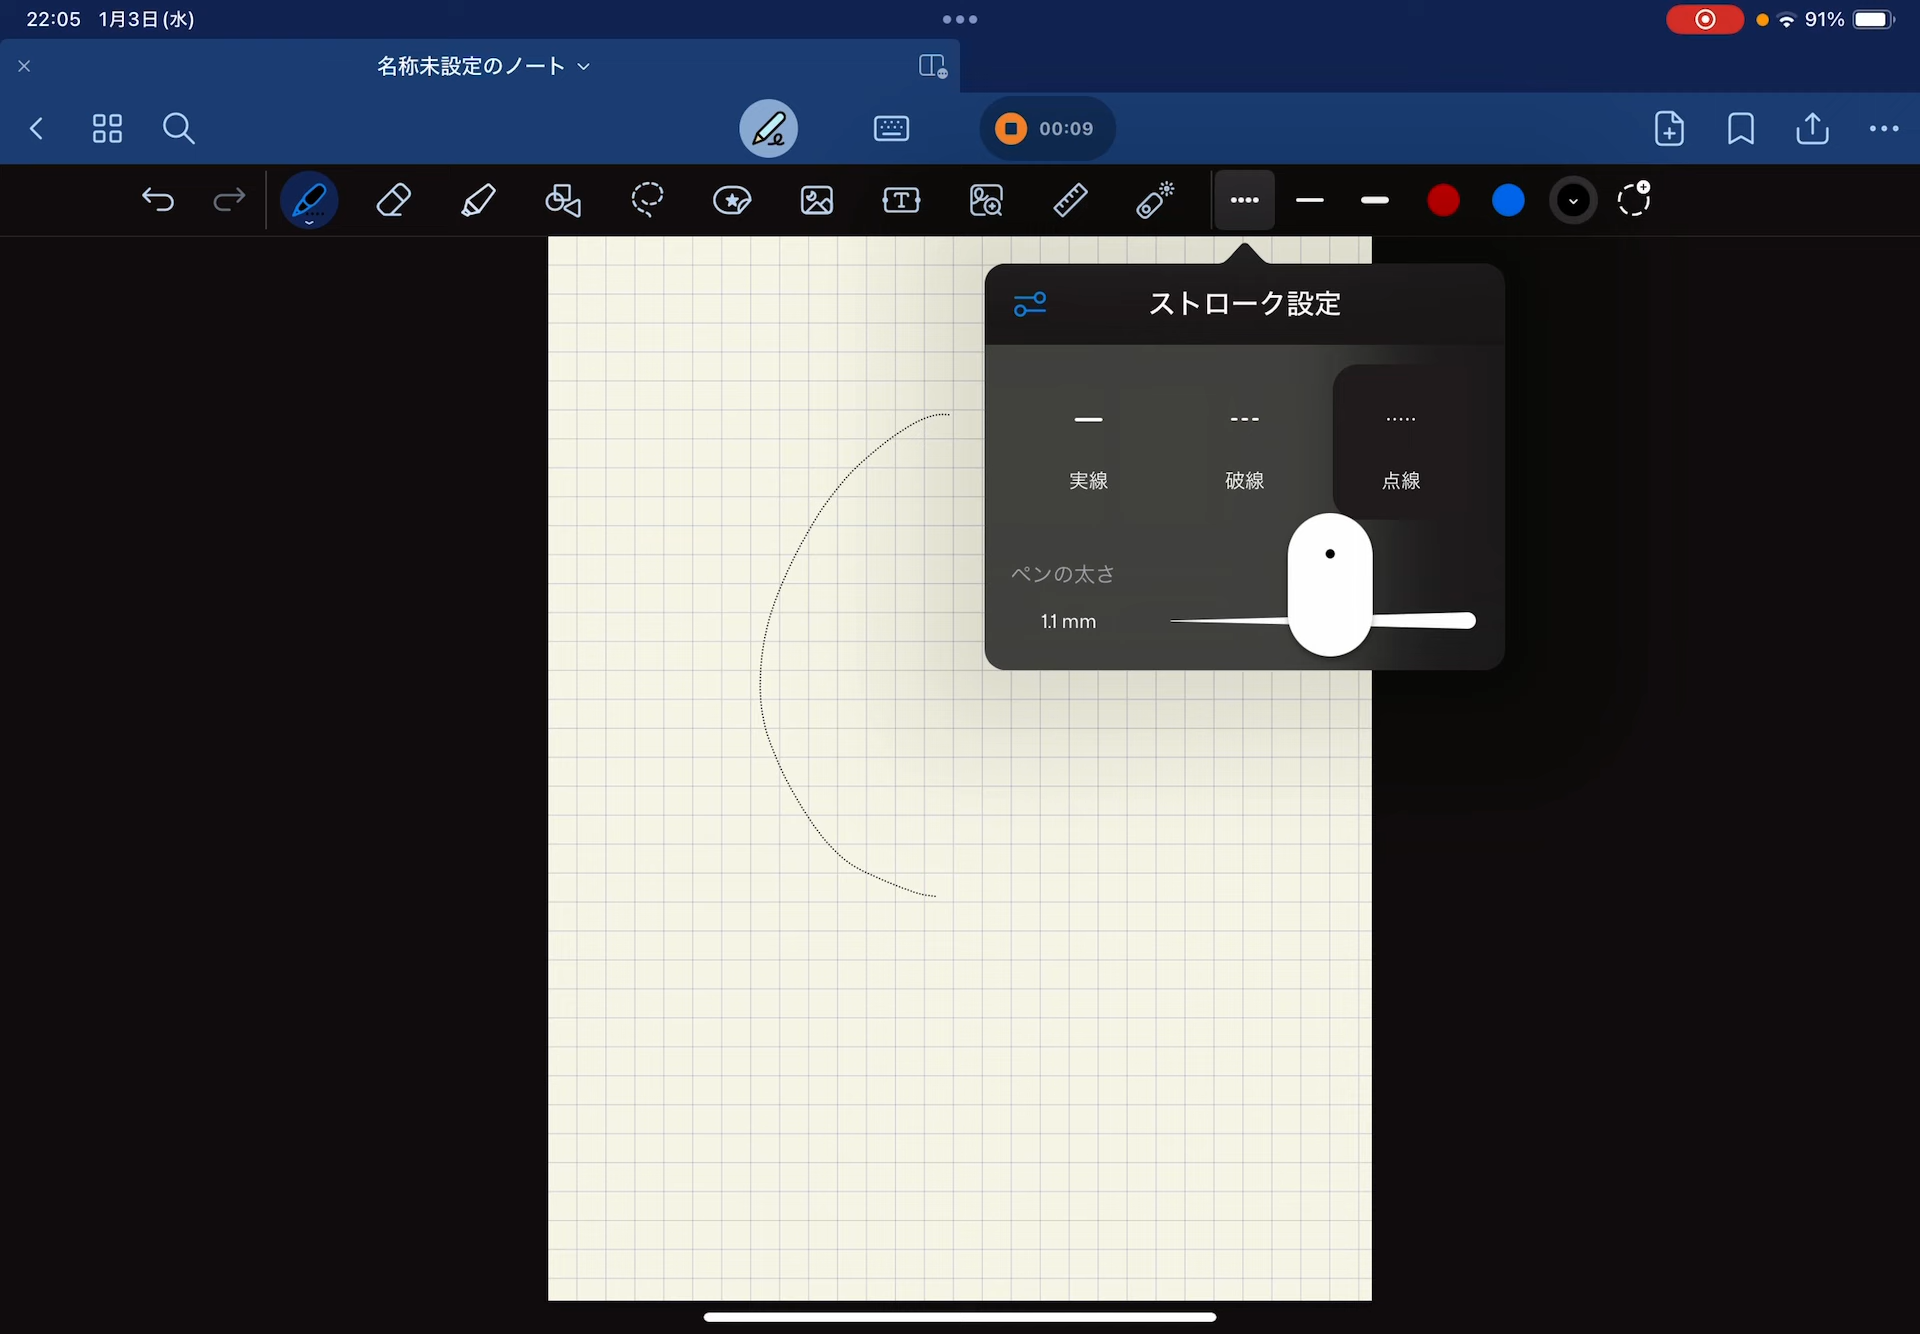 22:05 1月3日(水)
91%
名称未設定のノート
00:09
ストローク設定
実線
破線
点線
ペンの太さ
1.1 mm